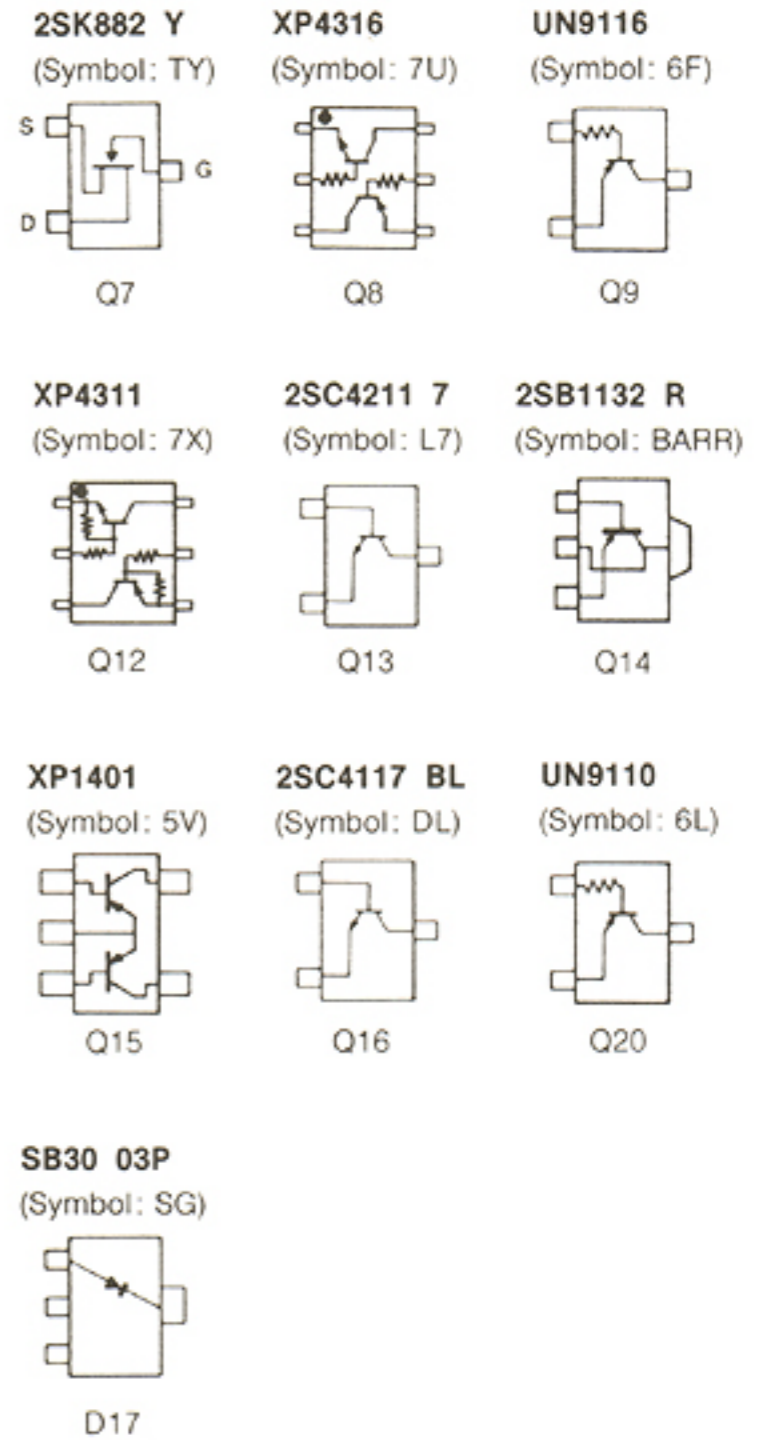 2SK882 Y
(Symbol: TY)
S
G
D
Q7
XP4316
(Symbol: 7U)
Q8
UN9116
(Symbol: 6F)
Q9
XP4311
(Symbol: 7X)
Q12
2SC4211 7
(Symbol: L7)
Q13
2SB1132 R
(Symbol: BARR)
Q14
XP1401
(Symbol: 5V)
Q15
2SC4117 BL
(Symbol: DL)
Q16
UN9110
(Symbol: 6L)
Q20
SB30 03P
(Symbol: SG)
D17